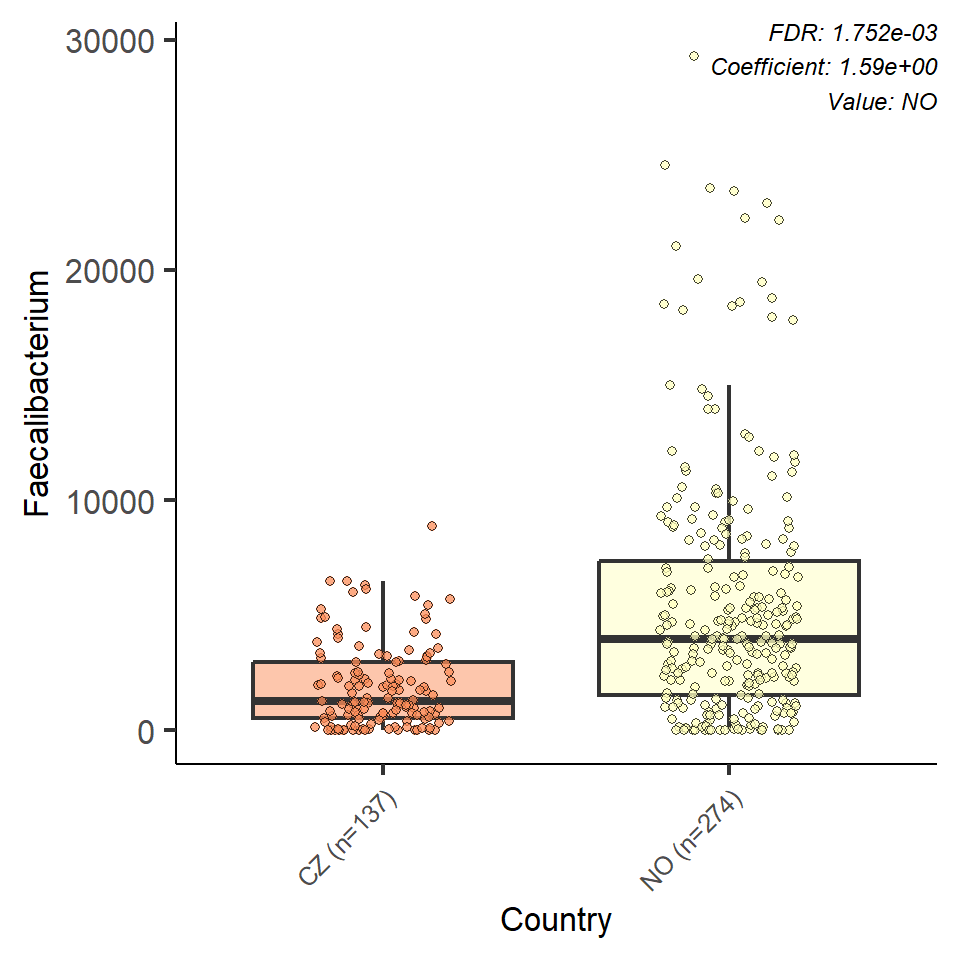 FDR: 1.752e-03
Coefficient: 1.59e+00
Value: NO
30000
20000
10000
0
Faecalibacterium
CZ (n=137)
NO (n=274)
Country